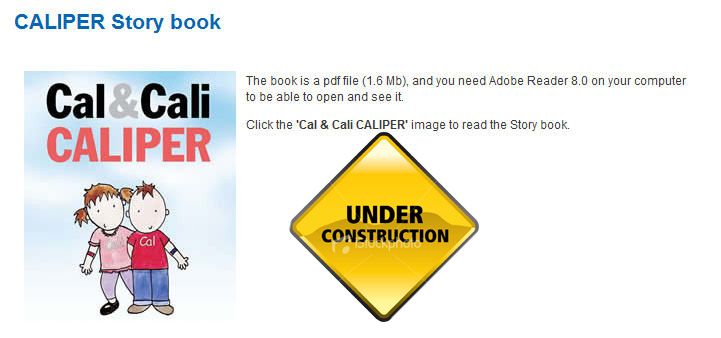 CALIPER Story book
Cal&Cali
CALIPER
Cali
Cal
The book is a pdf file (1.6 Mb), and you need Adobe Reader 8.0 on your computer
to be able to open and see it.
Click the 'Cal & Cali CALIPER' image to read the Story book.
UNDER
CONSTRUCTION
iStockphoto